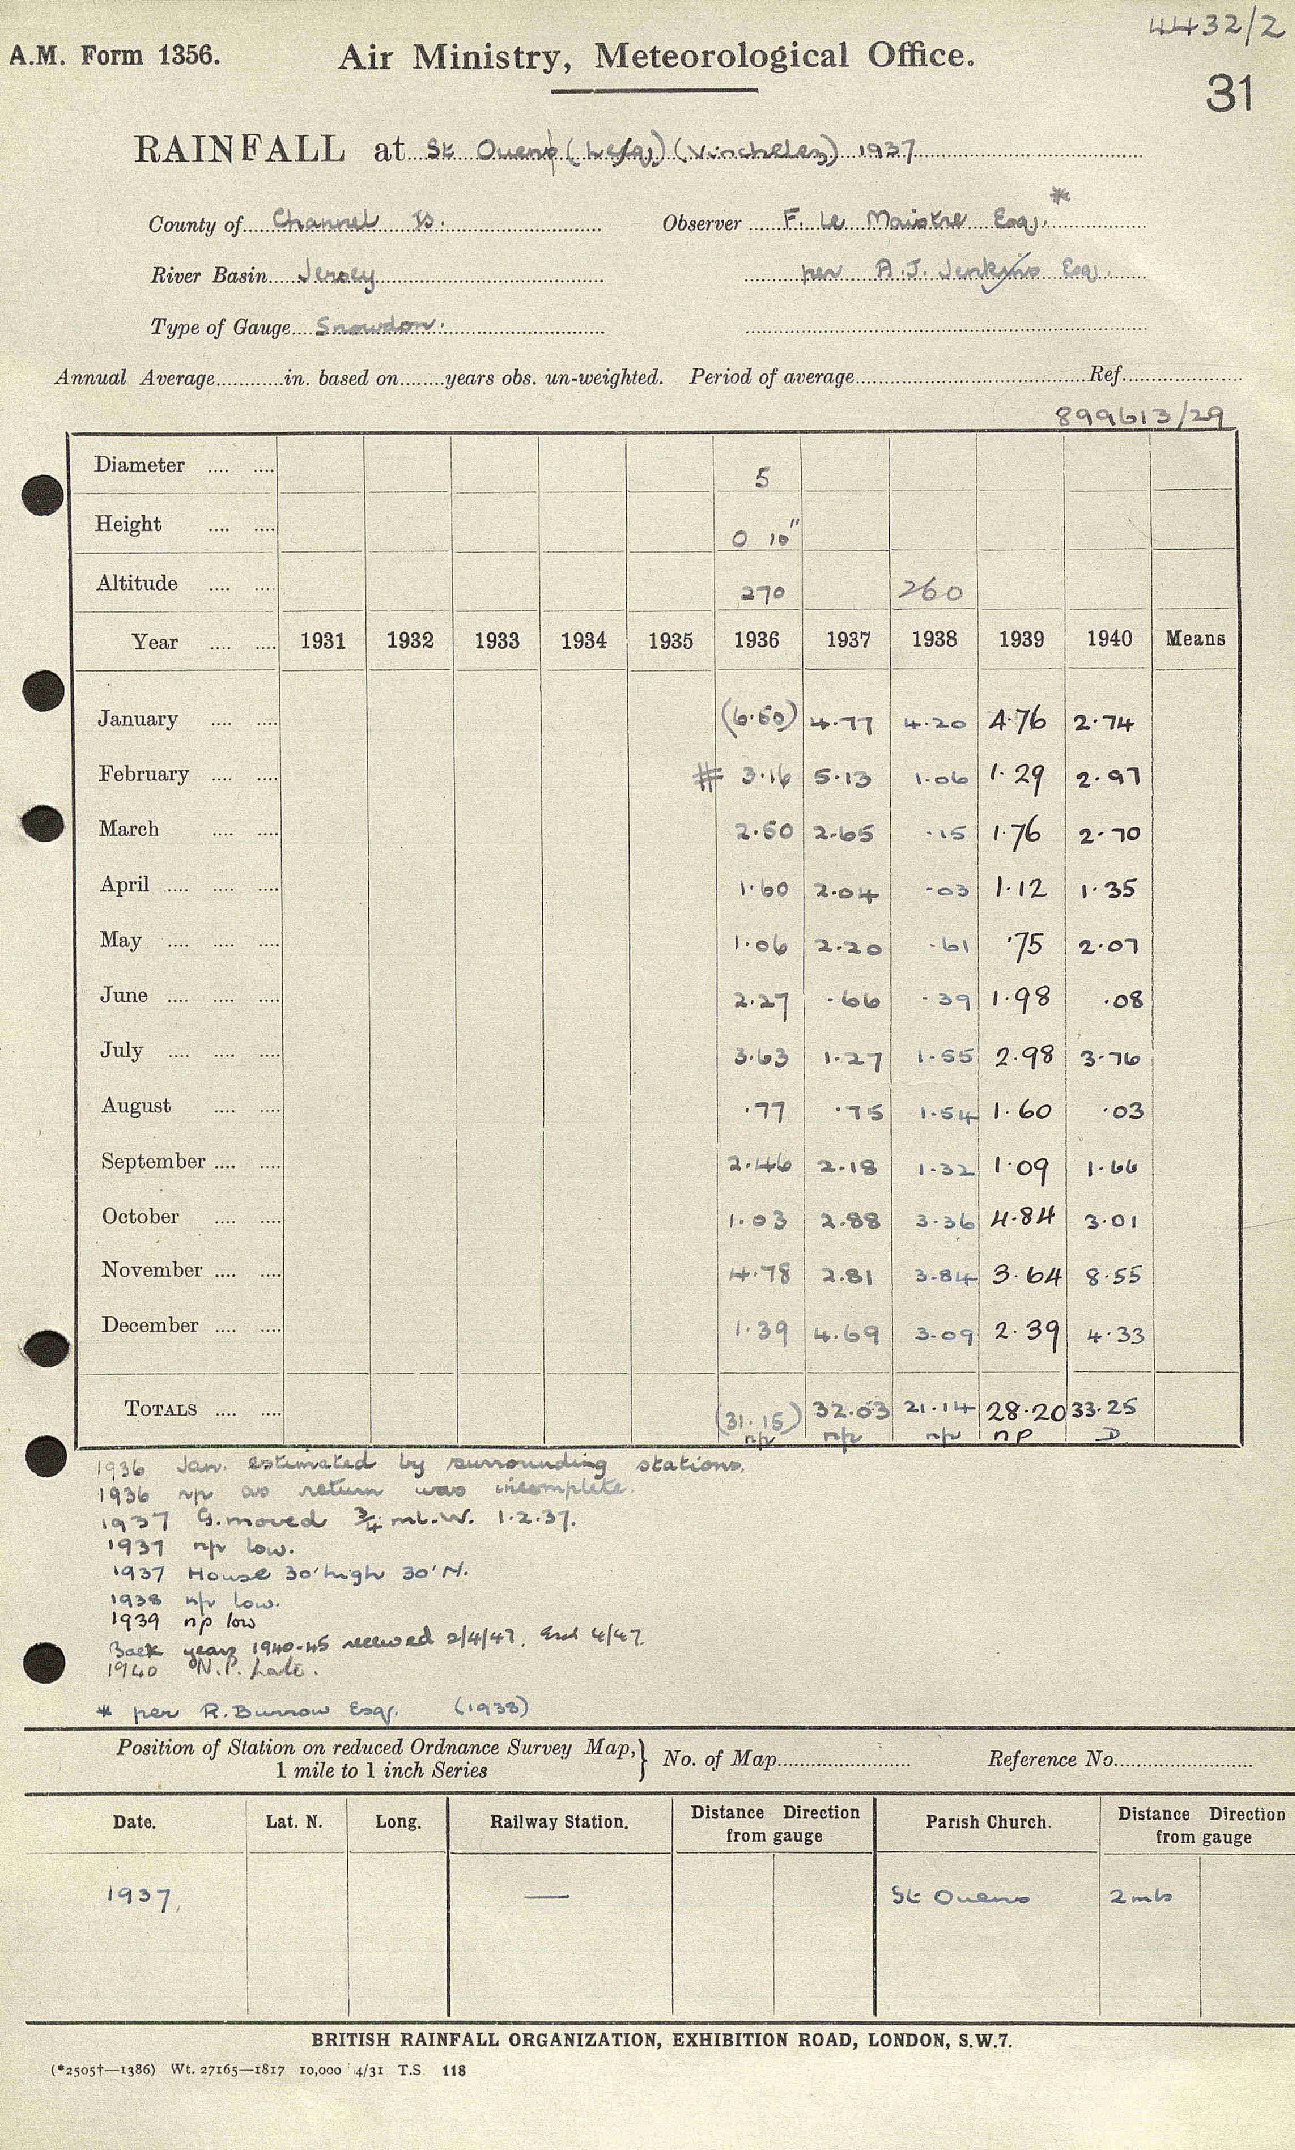 4432/2
A.M. Form 1356. Air Ministry, Meteorological Office.
31
RAINFALL at St Ouens (Vincheles) 1937
County of Channel Is. Observer F. Le Maistre Esq. *
River Basin Jersey per A.J. Jenkins Esq.
Type of Gauge Snowdon.
Annual Average in. based on years obs. un-weighted. Period of average Ref.
899613/29
Diameter 5
Height 0 10"
Altitude 270 260
Year 1931 1932 1933 1934 1935 1936 1937 1938 1939 1940 Means
January (6.50) 4.77 4.20 4.76 2.74
February # 3.16 5.13 1.06 1.29 2.97
March 2.50 2.65 .15 1.76 2.70
April 1.60 2.04 .03 1.12 1.35
May 1.06 2.20 .61 .75 2.07
June 2.27 .66 .39 1.98 .08
July 3.63 1.27 1.55 2.98 3.76
August .77 .75 1.54 1.60 .03
September 2.46 2.18 1.32 1.09 1.66
October 1.03 2.88 3.36 4.84 3.01
November 4.78 2.81 3.84 3.64 8.55
December 1.39 4.69 3.09 2.39 4.33
TOTALS (31.15) 32.03 21.14 28.20 33.25
np np np np D
1936 Jan. estimated by surrounding stations.
1936 np as return was incomplete.
1937 G. moved 3/4 ml. W. 1.2.37.
1937 np low.
1937 House 30' high 30' N.
1938 np low.
1939 np low
Back years 1940-45 received 2/4/47. 4/47.
1940 N.P. Late.
* per R. Burrow Esq. (1938)
Position of Station on reduced Ordnance Survey Map, 1 mile to 1 inch Series } No. of Map Reference No.
Date. Lat. N. Long. Railway Station. Distance Direction from gauge Parish Church. Distance Direction from gauge
1937. — St Ouens 2 mls
BRITISH RAINFALL ORGANIZATION, EXHIBITION ROAD, LONDON, S.W.7.
(*2505†—1386) Wt. 27165—1817 10,000 4/31 T.S 118